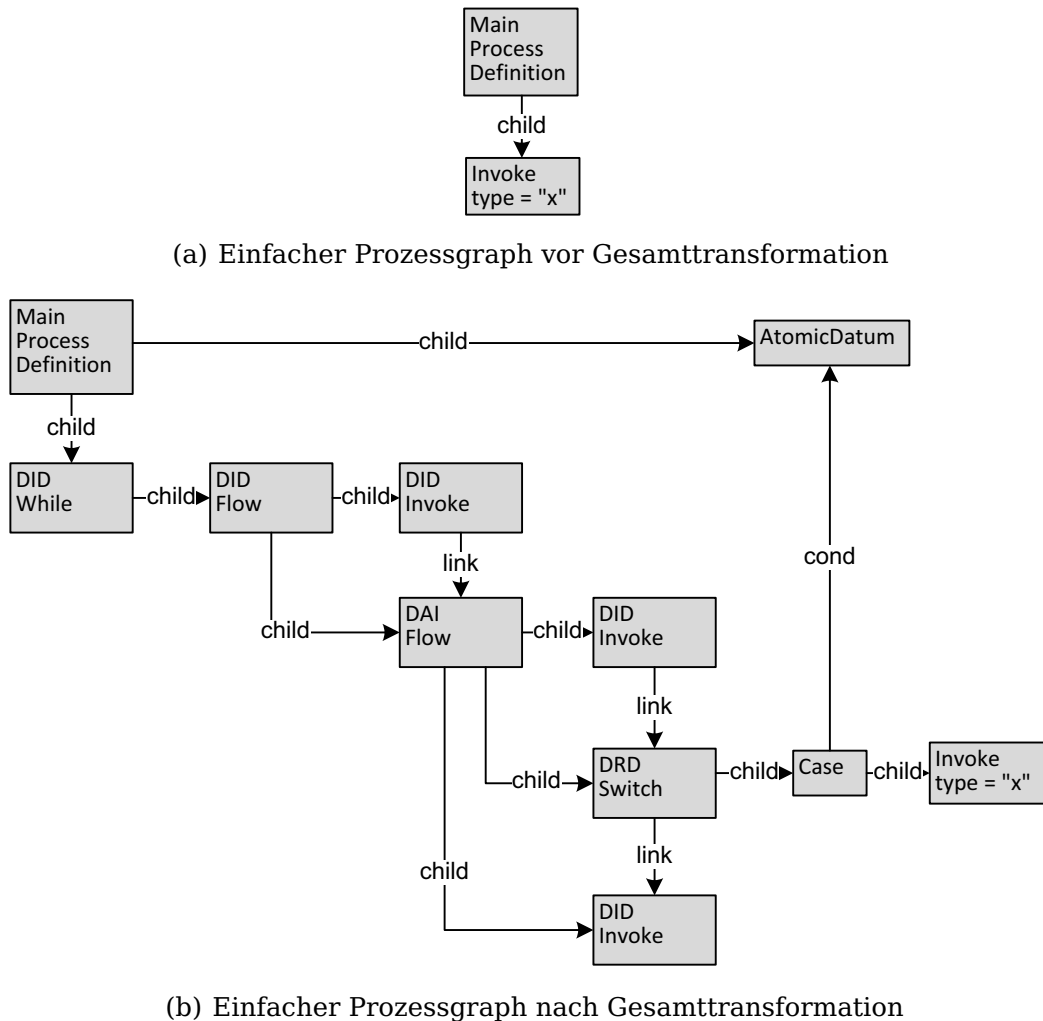 Main
Process
Definition
child
Invoke
type = "x"
(a) Einfacher Prozessgraph vor Gesamttransformation
Main
Process
Definition
child
AtomicDatum
child
DID
While
child
DID
Flow
child
DID
Invoke
link
cond
child
DAI
Flow
child
DID
Invoke
link
child
DRD
Switch
child
Case
child
Invoke
type = "x"
child
link
DID
Invoke
(b) Einfacher Prozessgraph nach Gesamttransformation